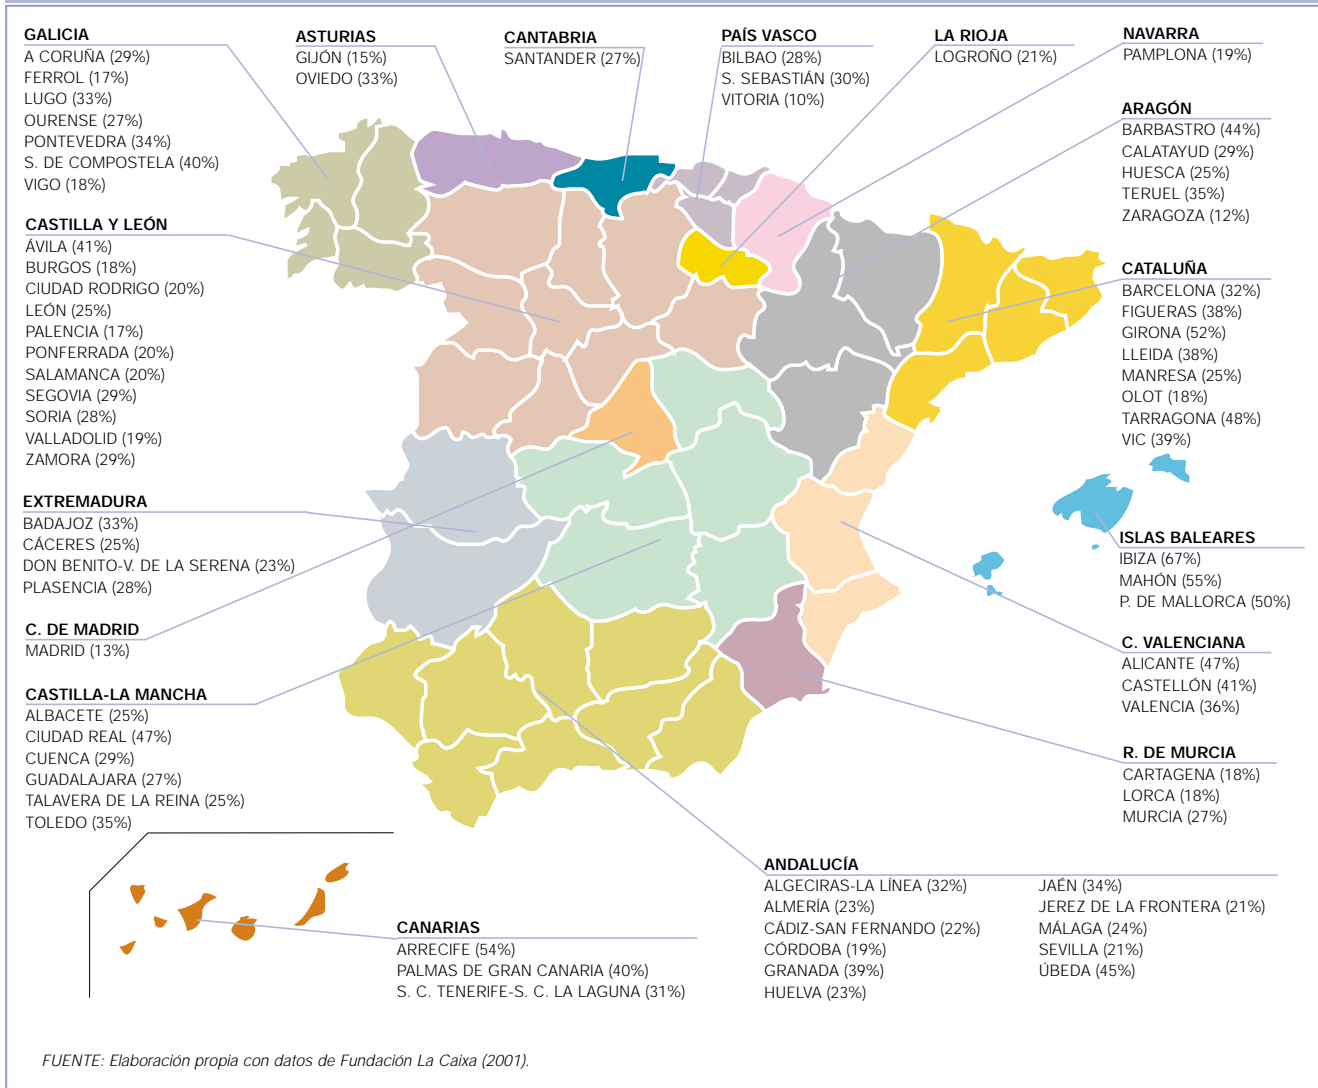 GALICIA
A CORUÑA (29%)
FERROL (17%)
LUGO (33%)
OURENSE (27%)
PONTEVEDRA (34%)
S. DE COMPOSTELA (40%)
VIGO (18%)
ASTURIAS
GIJÓN (15%)
OVIEDO (33%)
CANTABRIA
SANTANDER (27%)
PAÍS VASCO
BILBAO (28%)
S. SEBASTIÁN (30%)
VITORIA (10%)
LA RIOJA
LOGROÑO (21%)
NAVARRA
PAMPLONA (19%)
ARAGÓN
BARBASTRO (44%)
CALATAYUD (29%)
HUESCA (25%)
TERUEL (35%)
ZARAGOZA (12%)
CASTILLA Y LEÓN
ÁVILA (41%)
BURGOS (18%)
CIUDAD RODRIGO (20%)
LEÓN (25%)
PALENCIA (17%)
PONFERRADA (20%)
SALAMANCA (20%)
SEGOVIA (29%)
SORIA (28%)
VALLADOLID (19%)
ZAMORA (29%)
CATALUÑA
BARCELONA (32%)
FIGUERAS (38%)
GIRONA (52%)
LLEIDA (38%)
MANRESA (25%)
OLOT (18%)
TARRAGONA (48%)
VIC (39%)
EXTREMADURA
BADAJOZ (33%)
CÁCERES (25%)
DON BENITO-V. DE LA SERENA (23%)
PLASENCIA (28%)
ISLAS BALEARES
IBIZA (67%)
MAHÓN (55%)
P. DE MALLORCA (50%)
C. DE MADRID
MADRID (13%)
C. VALENCIANA
ALICANTE (47%)
CASTELLÓN (41%)
VALENCIA (36%)
CASTILLA-LA MANCHA
ALBACETE (25%)
CIUDAD REAL (47%)
CUENCA (29%)
GUADALAJARA (27%)
TALAVERA DE LA REINA (25%)
TOLEDO (35%)
R. DE MURCIA
CARTAGENA (18%)
LORCA (18%)
MURCIA (27%)
ANDALUCÍA
ALGECIRAS-LA LÍNEA (32%)
ALMERÍA (23%)
CÁDIZ-SAN FERNANDO (22%)
CÓRDOBA (19%)
GRANADA (39%)
HUELVA (23%)
JAÉN (34%)
JEREZ DE LA FRONTERA (21%)
MÁLAGA (24%)
SEVILLA (21%)
ÚBEDA (45%)
CANARIAS
ARRECIFE (54%)
PALMAS DE GRAN CANARIA (40%)
S. C. TENERIFE-S. C. LA LAGUNA (31%)
FUENTE: Elaboración propia con datos de Fundación La Caixa (2001).